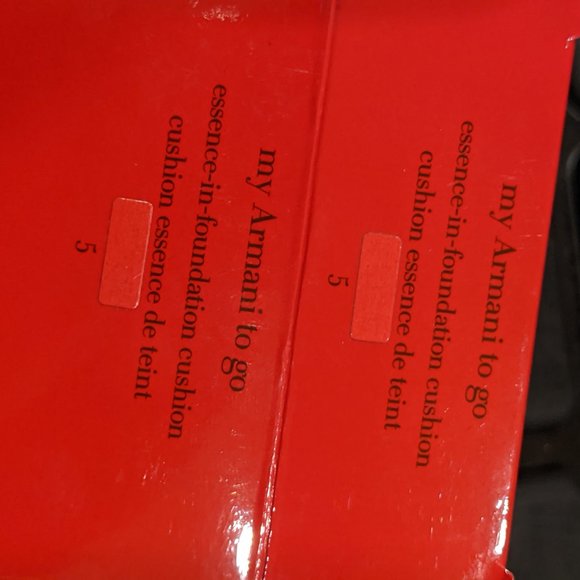 my Armani to go
essence-in-foundation cushion
cushion essence de teint
5
my Armani to go
essence-in-foundation cushion
cushion essence de teint
5